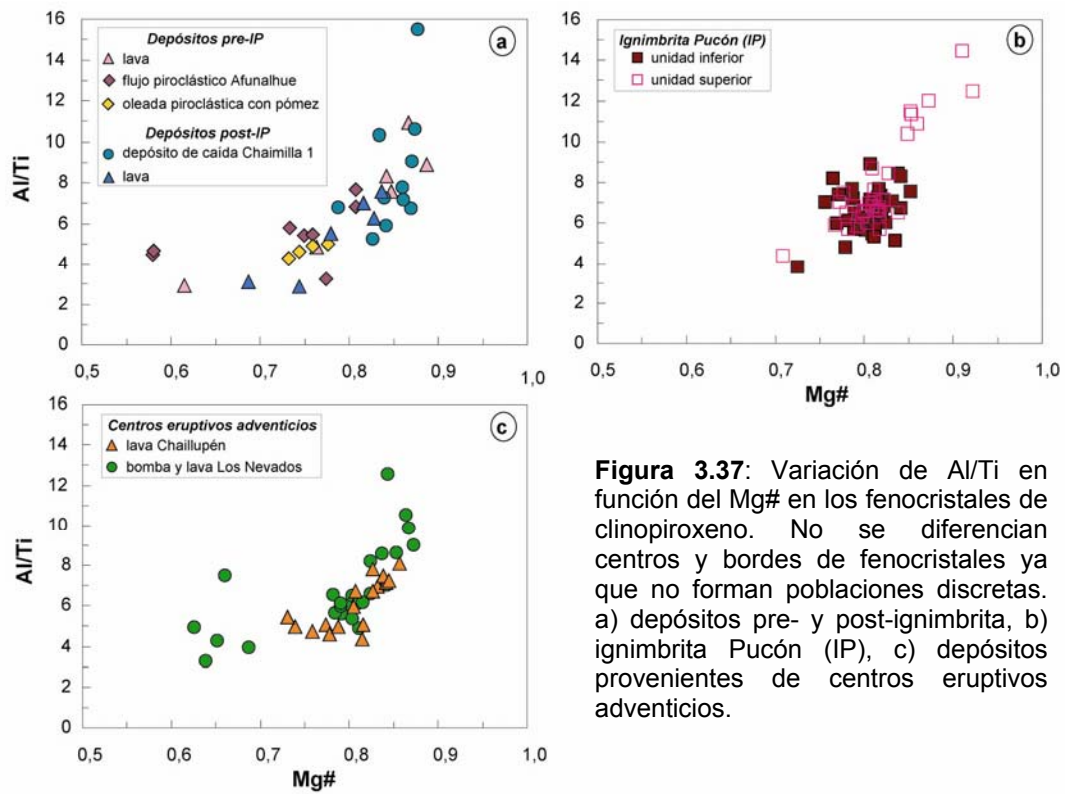 16
14
12
10
8
6
4
2
0
Al/Ti
Depósitos pre-IP
lava
flujo piroclástico Afunalhue
oleada piroclástica con pómez
Depósitos post-IP
depósito de caída Chaimilla 1
lava
a
0,5 0,6 0,7 0,8 0,9 1,0
16
14
12
10
8
6
4
2
0
Ignimbrita Pucón (IP)
unidad inferior
unidad superior
b
0,5 0,6 0,7 0,8 0,9 1,0
Mg#
16
14
12
10
8
6
4
2
0
Al/Ti
Centros eruptivos adventicios
lava Chaillupén
bomba y lava Los Nevados
c
0,5 0,6 0,7 0,8 0,9 1,0
Mg#
Figura 3.37: Variación de Al/Ti en
función del Mg# en los fenocristales de
clinopiroxeno. No se diferencian
centros y bordes de fenocristales ya
que no forman poblaciones discretas.
a) depósitos pre- y post-ignimbrita, b)
ignimbrita Pucón (IP), c) depósitos
provenientes de centros eruptivos
adventicios.